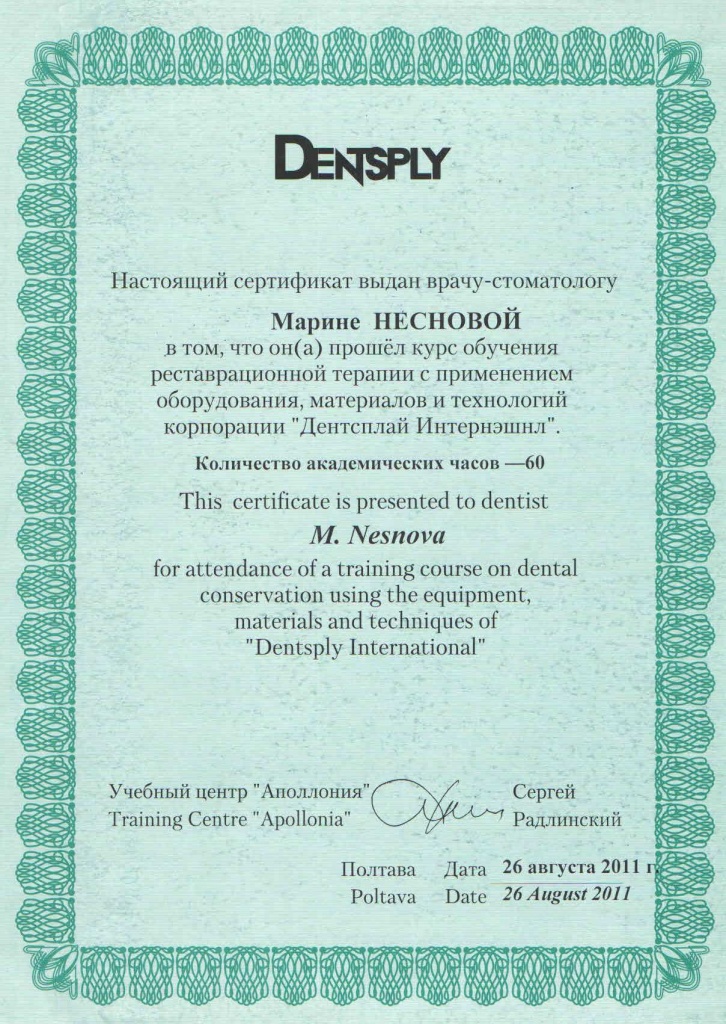 DENTSPLY
Настоящий сертификат выдан врачу-стоматологу
Марине НЕСНОВОЙ
в том, что он(а) прошёл курс обучения
реставрационной терапии с применением
оборудования, материалов и технологий
корпорации "Дентсплай Интернэшнл".
Количество академических часов —60
This certificate is presented to dentist
M. Nesnova
for attendance of a training course on dental
conservation using the equipment,
materials and techniques of
"Dentsply International"
Учебный центр "Аполлония" Сергей
Training Centre "Apollonia" Радлинский
Полтава Дата 26 августа 2011 г.
Poltava Date 26 August 2011